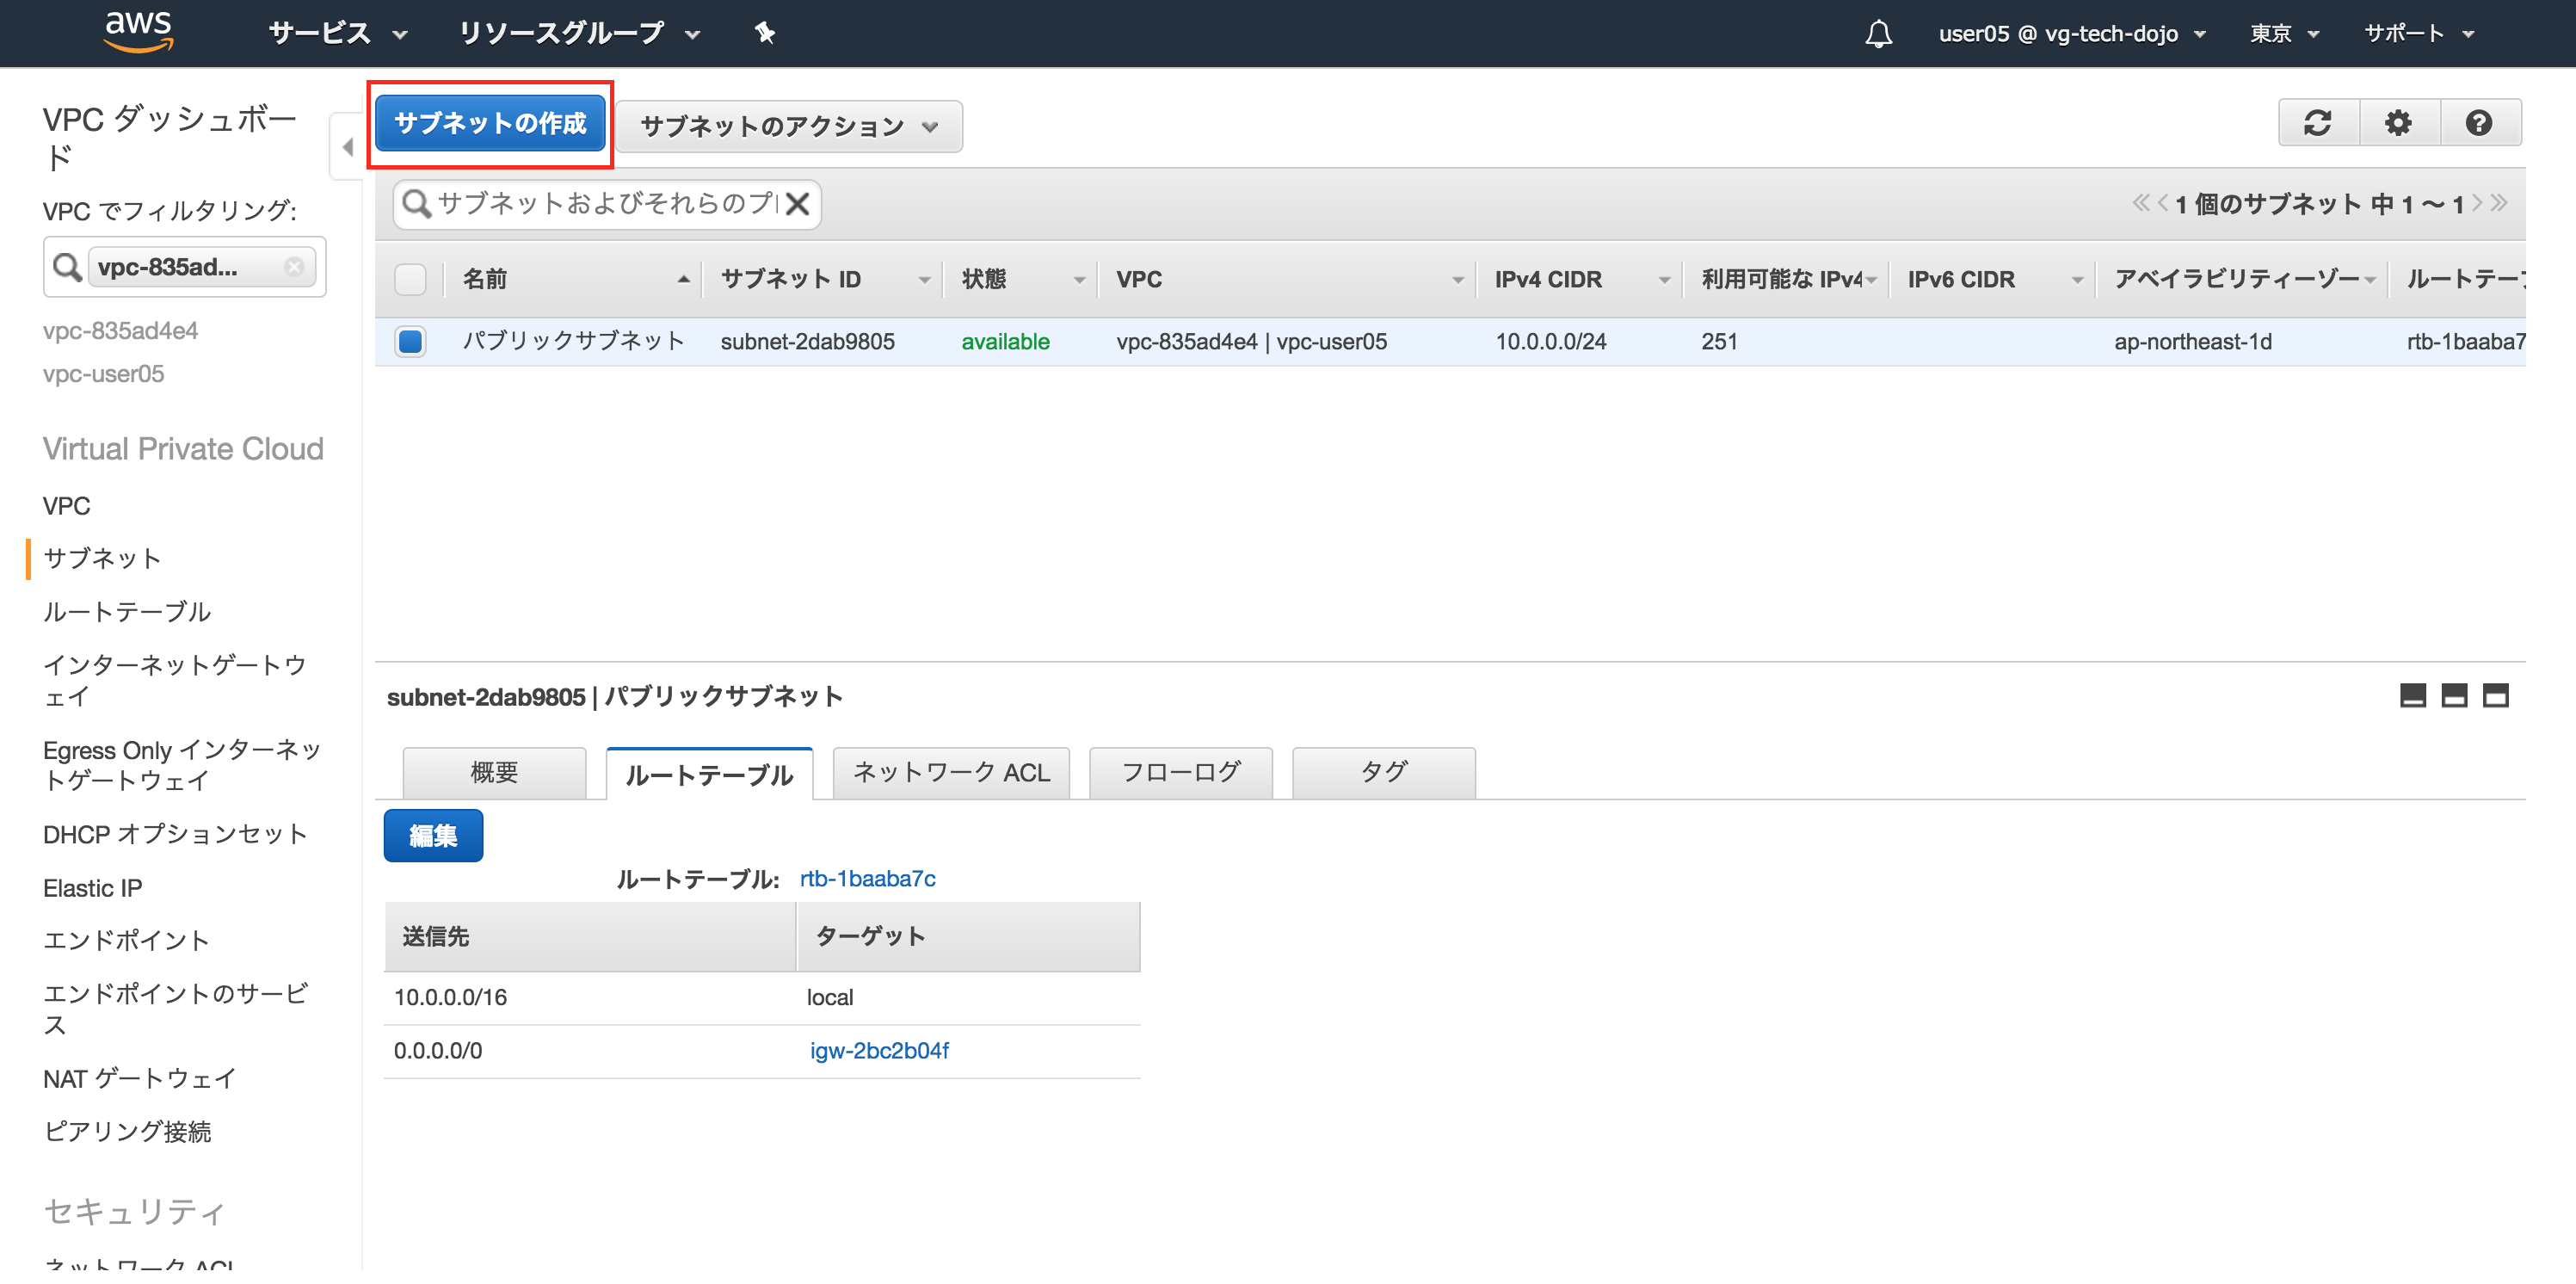 aws サービス リソースグループ user05 @ vg-tech-dojo 東京 サポート
VPC ダッシュボー
ド
VPC でフィルタリング:
vpc-835ad...
vpc-835ad4e4
vpc-user05
Virtual Private Cloud
VPC
サブネット
ルートテーブル
インターネットゲートウ
ェイ
Egress Only インターネッ
トゲートウェイ
DHCP オプションセット
Elastic IP
エンドポイント
エンドポイントのサービ
ス
NAT ゲートウェイ
ピアリング接続
セキュリティ
ネットワーク ACL
サブネットの作成 サブネットのアクション
サブネットおよびそれらのプ
1 個のサブネット 中 1 〜 1
名前 サブネット ID 状態 VPC IPv4 CIDR 利用可能な IPv4 IPv6 CIDR アベイラビリティーゾー ルートテー
パブリックサブネット subnet-2dab9805 available vpc-835ad4e4 | vpc-user05 10.0.0.0/24 251 ap-northeast-1d rtb-1baaba7
subnet-2dab9805 | パブリックサブネット
概要 ルートテーブル ネットワーク ACL フローログ タグ
編集
ルートテーブル: rtb-1baaba7c
送信先 ターゲット
10.0.0.0/16 local
0.0.0.0/0 igw-2bc2b04f